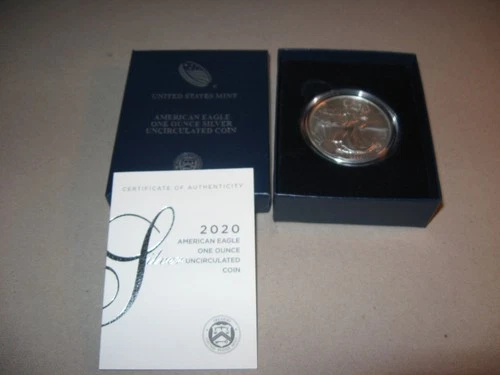 UNITED STATES MINT
AMERICAN EAGLE
ONE OUNCE SILVER
UNCIRCULATED COIN
CERTIFICATE OF AUTHENTICITY
2020
AMERICAN EAGLE
ONE OUNCE
Silver UNCIRCULATED
COIN